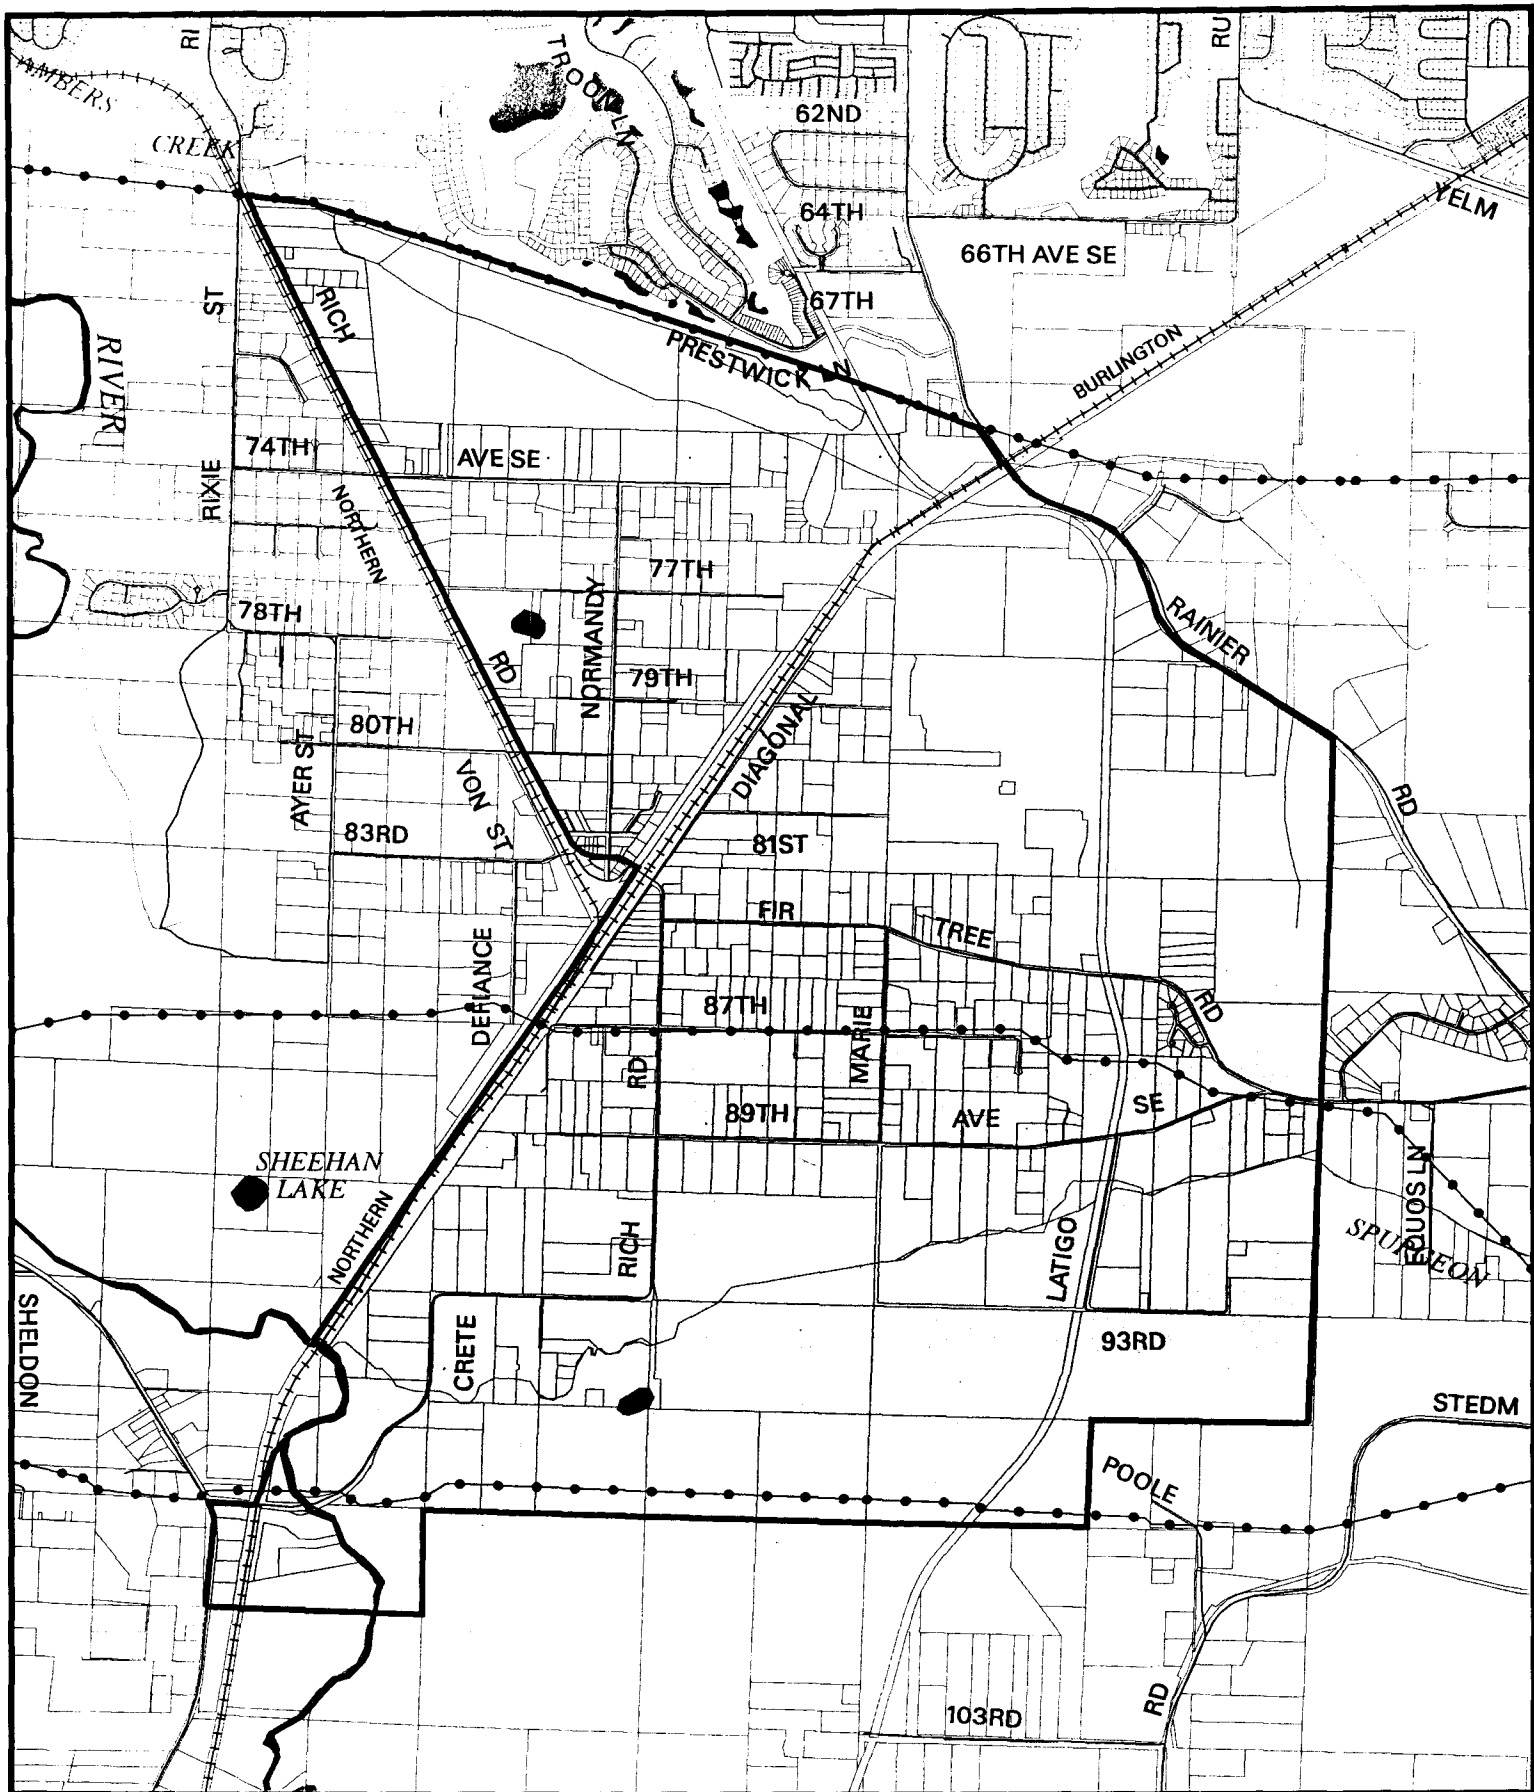 RI
RU
AMBERS
TROON LN
62ND
CREEK
64TH
YELM
66TH AVE SE
ST
RICH
67TH
RIVER
PRESTWICK LN
BURLINGTON
74TH
AVE SE
RIXIE
NORTHERN
77TH
78TH
NORMANDY
RAINIER
RD
79TH
80TH
DIAGONAL
AYER ST
VON ST
RD
83RD
81ST
FIR
TREE
DEFIANCE
87TH
RD
MARIE
RD
89TH
AVE
SE
SHEEHAN
LAKE
EQUOS LN
NORTHERN
RICH
LATIGO
SPURGEON
SHELDON
CRETE
93RD
STEDM
POOLE
RD
103RD